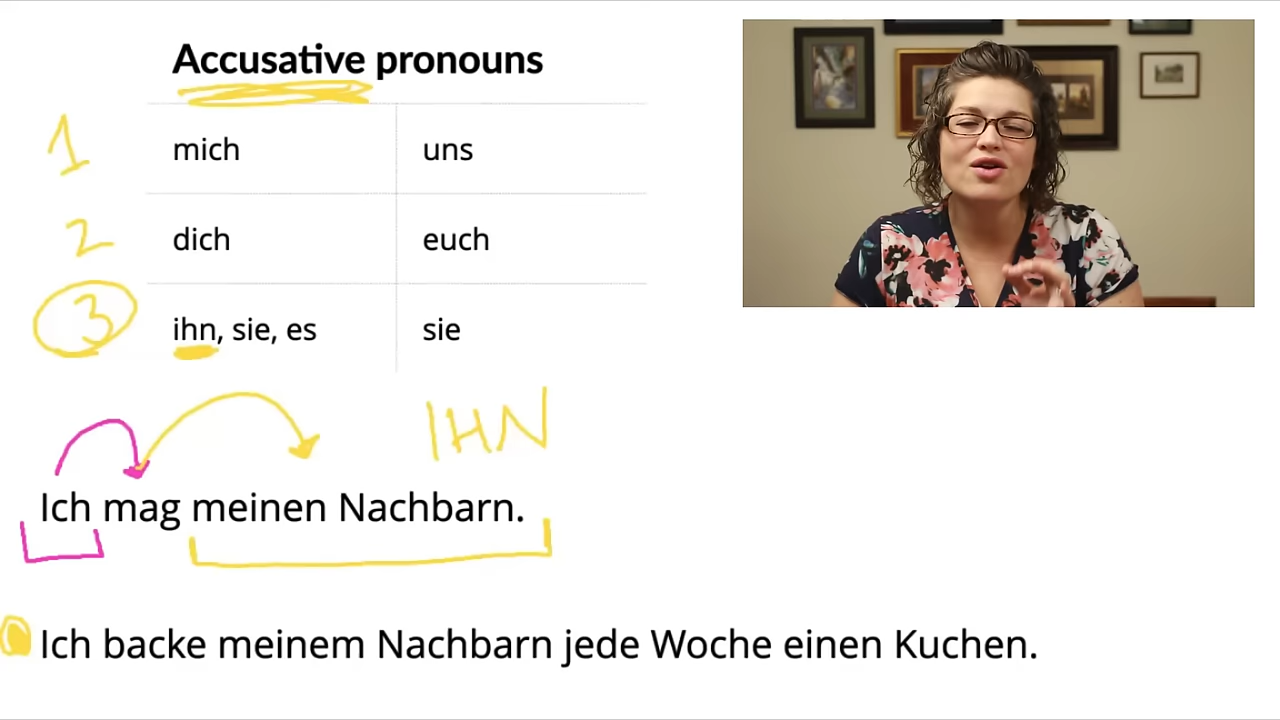 Accusative pronouns
1 mich uns
2 dich euch
3 ihn, sie, es sie
IHN
Ich mag meinen Nachbarn.
Ich backe meinem Nachbarn jede Woche einen Kuchen.